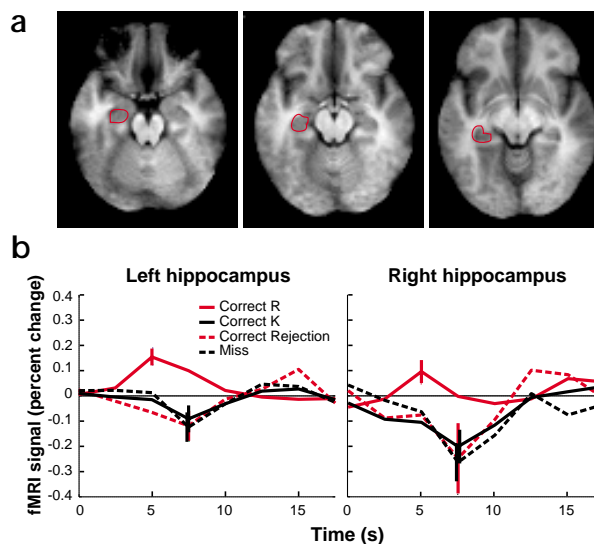 a
b
Left hippocampus
Right hippocampus
fMRI signal (percent change)
0.4
0.3
0.2
0.1
0
-0.1
-0.2
-0.3
-0.4
Correct R
Correct K
Correct Rejection
Miss
0 5 10 15 0 5 10 15
Time (s)